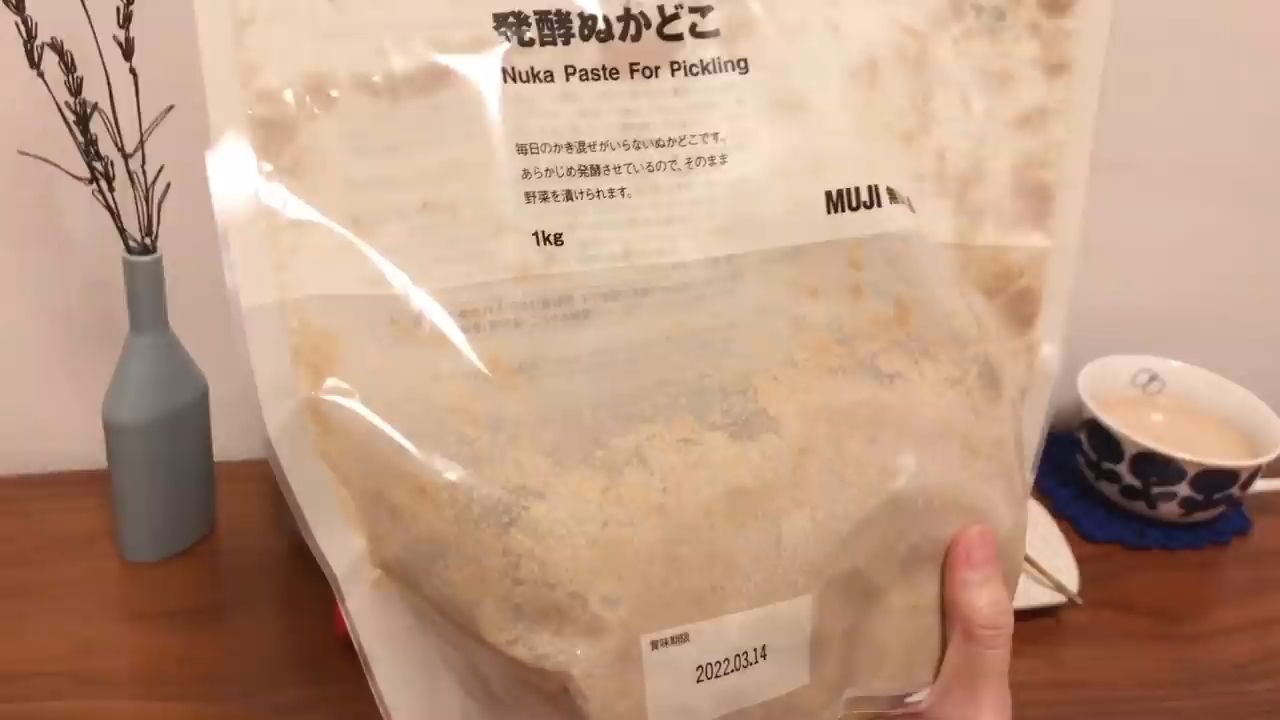 発酵ぬかどこ
Nuka Paste For Pickling
毎日のかき混ぜがいらないぬかどこです。
あらかじめ発酵させているので、そのまま
野菜を漬けられます。
MUJI 無
1kg
賞味期限
2022.03.14